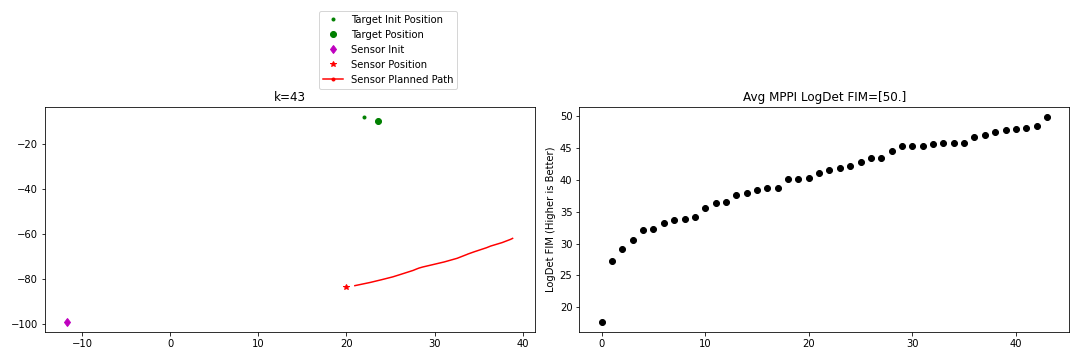 Target Init Position
Target Position
Sensor Init
Sensor Position
Sensor Planned Path
k=43
−20
−40
−60
−80
−100
−10
0
10
20
30
40
Avg MPPI LogDet FIM=[50.]
LogDet FIM (Higher is Better)
50
45
40
35
30
25
20
0
10
20
30
40